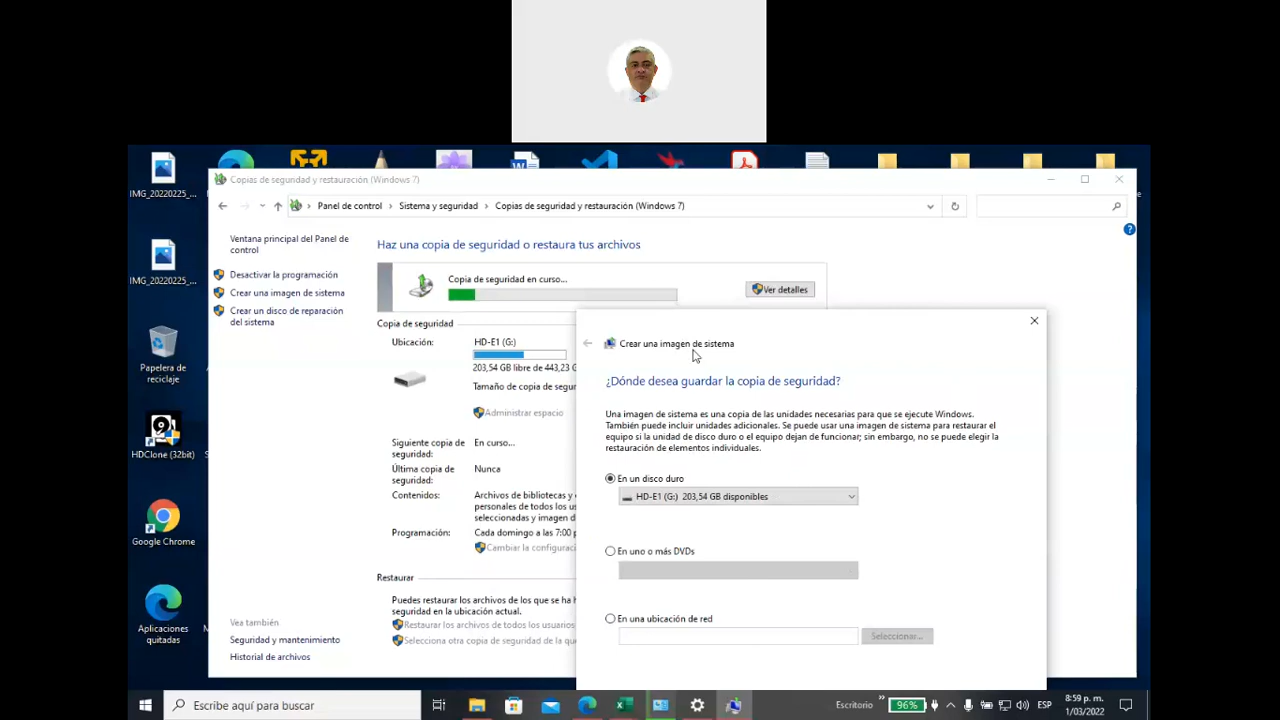 IMG_20220225_...
IMG_20220225_...
Papelera de
reciclaje
HDClone (32bit)
Google Chrome
Aplicaciones
quitadas
Copias de seguridad y restauración (Windows 7)
Panel de control > Sistema y seguridad > Copias de seguridad y restauración (Windows 7)
Ventana principal del Panel de
control
Desactivar la programación
Crear una imagen de sistema
Crear un disco de reparación
del sistema
Vea también
Seguridad y mantenimiento
Historial de archivos
Haz una copia de seguridad o restaura tus archivos
Copia de seguridad en curso...
Ver detalles
Copia de seguridad
Ubicación:
HD-E1 (G:)
203,54 GB libre de 443,23 G
Tamaño de copia de segur
Administrar espacio
Siguiente copia de
seguridad:
En curso...
Última copia de
seguridad:
Nunca
Contenidos:
Archivos de bibliotecas y
personales de todos los us
seleccionadas y imagen d
Programación:
Cada domingo a las 7:00 p
Cambiar la configuraci
Restaurar
Puedes restaurar los archivos de los que se ha h
seguridad en la ubicación actual.
Restaurar los archivos de todos los usuarios
Selecciona otra copia de seguridad de la que
Crear una imagen de sistema
¿Dónde desea guardar la copia de seguridad?
Una imagen de sistema es una copia de las unidades necesarias para que se ejecute Windows.
También puede incluir unidades adicionales. Se puede usar una imagen de sistema para restaurar el
equipo si la unidad de disco duro o el equipo dejan de funcionar; sin embargo, no se puede elegir la
restauración de elementos individuales.
En un disco duro
HD-E1 (G:) 203,54 GB disponibles
En uno o más DVDs
En una ubicación de red
Seleccionar...
Escribe aquí para buscar
Escritorio
96%
ESP
8:59 p. m.
1/03/2022